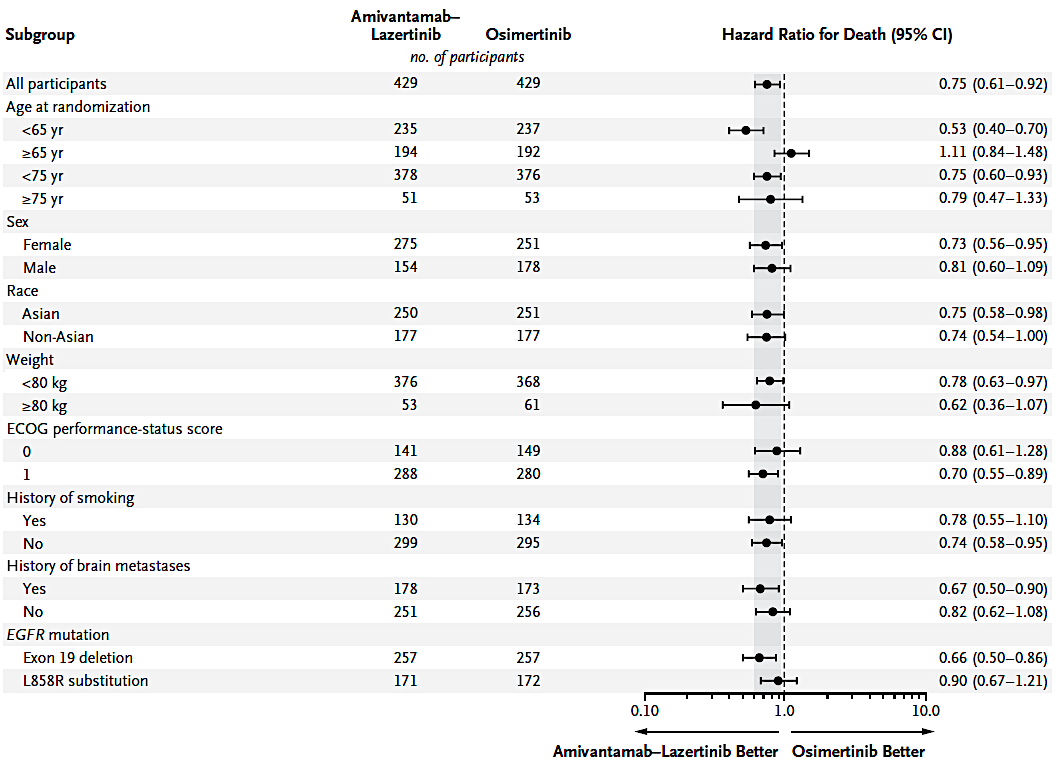 Subgroup Amivantamab–Lazertinib Osimertinib Hazard Ratio for Death (95% CI)
no. of participants
All participants 429 429 0.75 (0.61–0.92)
Age at randomization
<65 yr 235 237 0.53 (0.40–0.70)
≥65 yr 194 192 1.11 (0.84–1.48)
<75 yr 378 376 0.75 (0.60–0.93)
≥75 yr 51 53 0.79 (0.47–1.33)
Sex
Female 275 251 0.73 (0.56–0.95)
Male 154 178 0.81 (0.60–1.09)
Race
Asian 250 251 0.75 (0.58–0.98)
Non-Asian 177 177 0.74 (0.54–1.00)
Weight
<80 kg 376 368 0.78 (0.63–0.97)
≥80 kg 53 61 0.62 (0.36–1.07)
ECOG performance-status score
0 141 149 0.88 (0.61–1.28)
1 288 280 0.70 (0.55–0.89)
History of smoking
Yes 130 134 0.78 (0.55–1.10)
No 299 295 0.74 (0.58–0.95)
History of brain metastases
Yes 178 173 0.67 (0.50–0.90)
No 251 256 0.82 (0.62–1.08)
EGFR mutation
Exon 19 deletion 257 257 0.66 (0.50–0.86)
L858R substitution 171 172 0.90 (0.67–1.21)
0.10 1.0 10.0
Amivantamab–Lazertinib Better Osimertinib Better